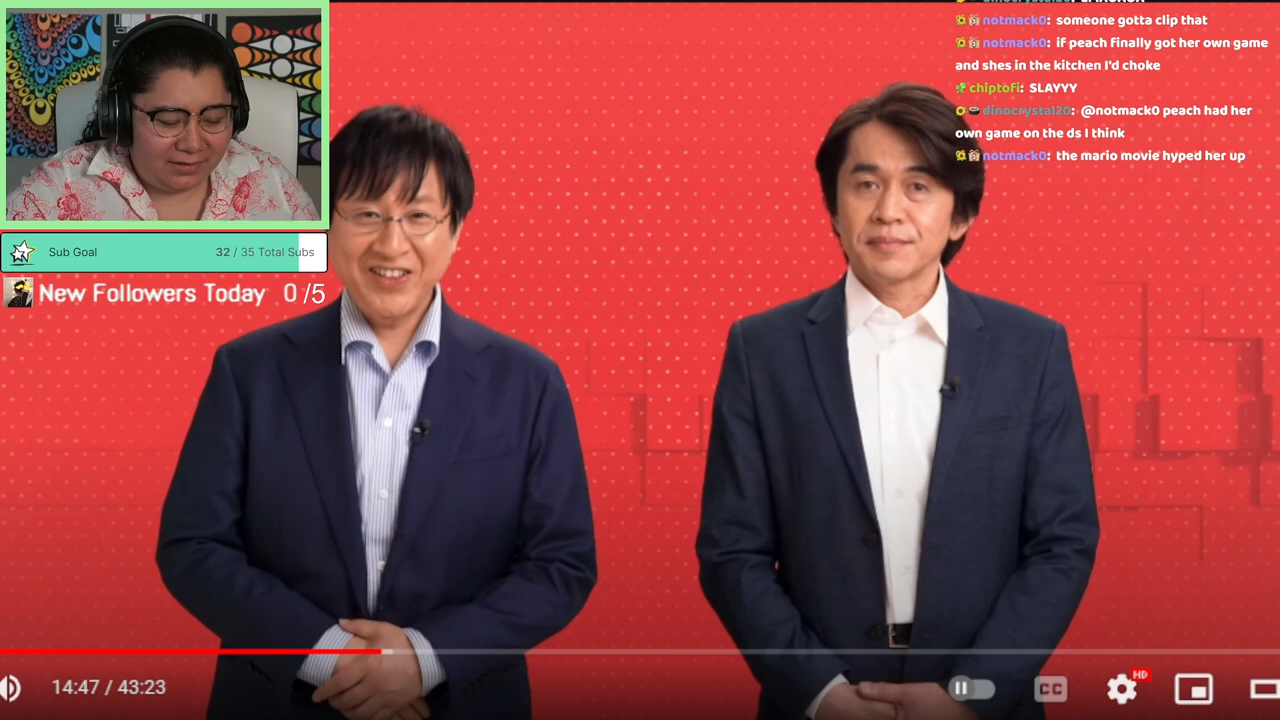 notmack0: someone gotta clip that
notmack0: if peach finally got her own game
and shes in the kitchen I'd choke
chiptofi: SLAYYY
dinocrystal20: @notmack0 peach had her
own game on the ds I think
notmack0: the mario movie hyped her up
Sub Goal 32 / 35 Total Subs
New Followers Today 0 /5
14:47 / 43:23
CC
HD